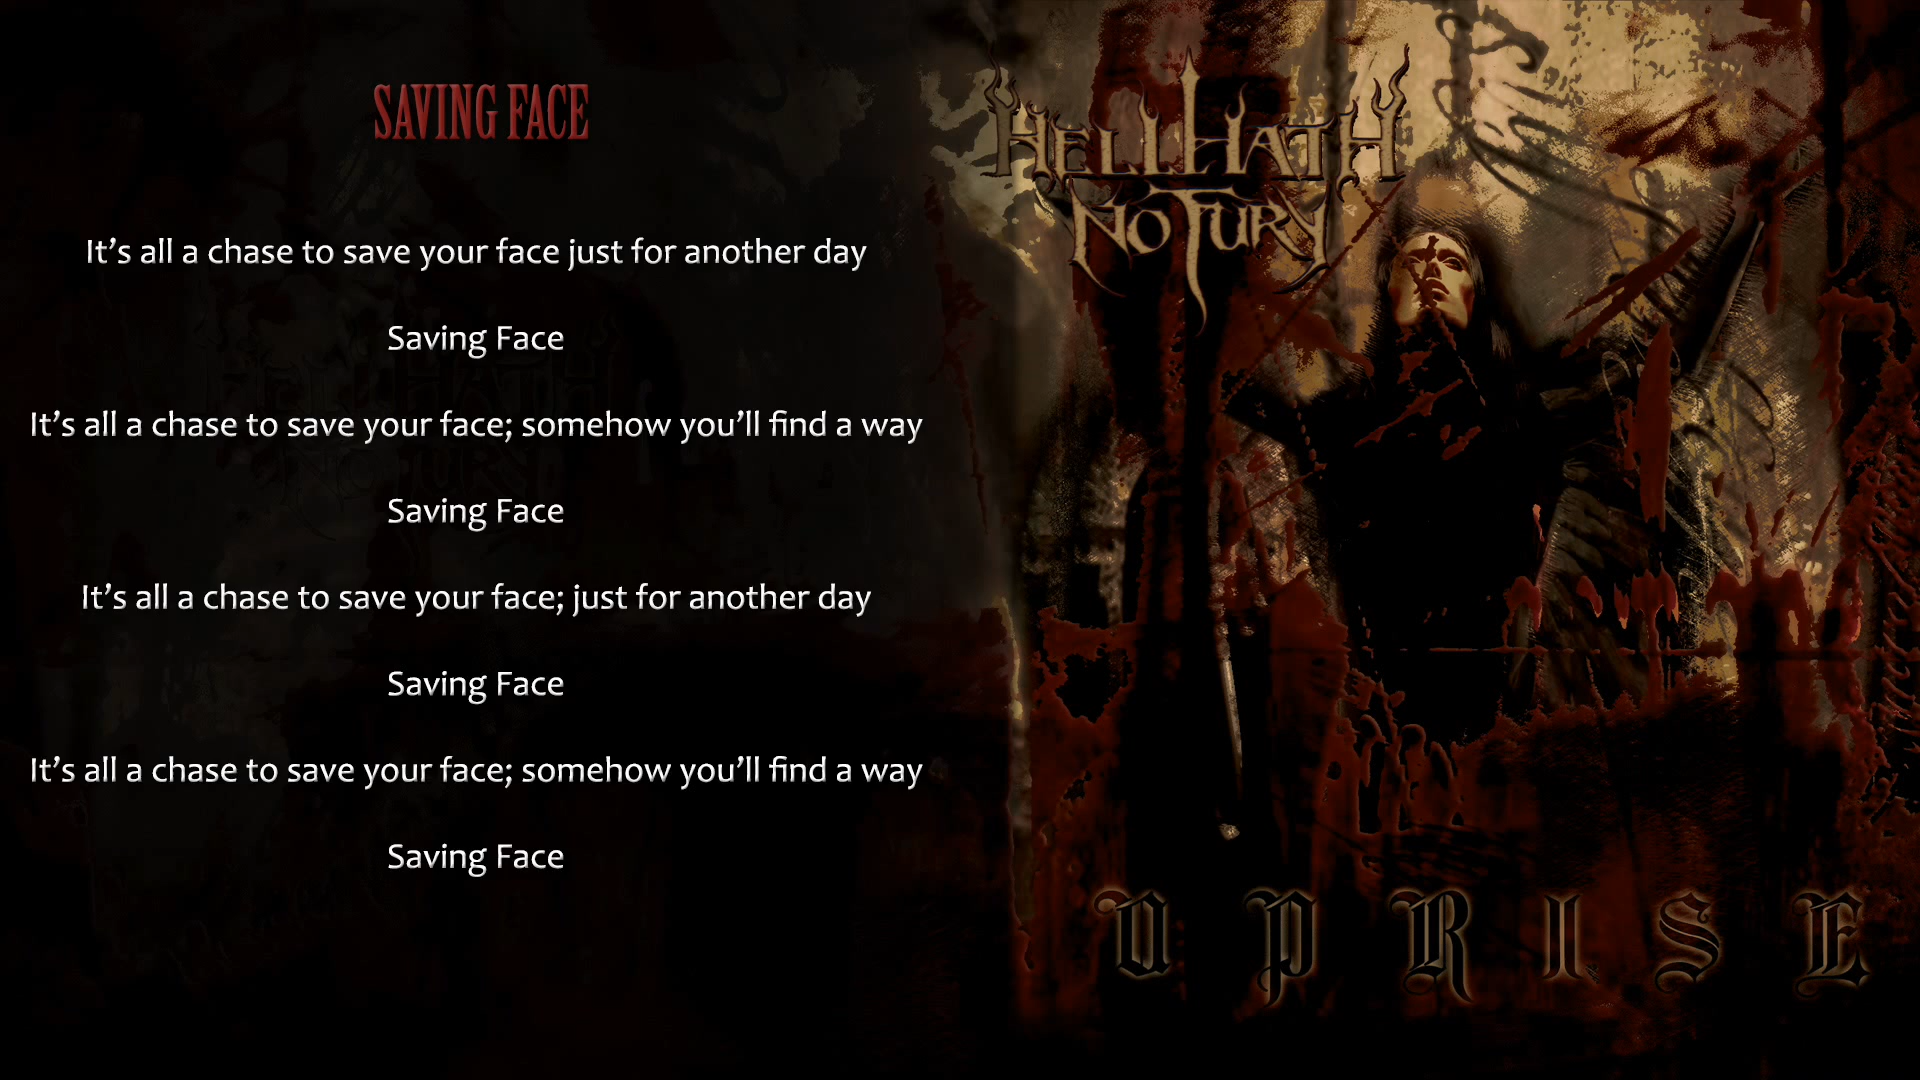 SAVING FACE
It's all a chase to save your face just for another day
Saving Face
It's all a chase to save your face; somehow you'll find a way
Saving Face
It's all a chase to save your face; just for another day
Saving Face
It's all a chase to save your face; somehow you'll find a way
Saving Face
HELL HATH
NO FURY
UPRISE